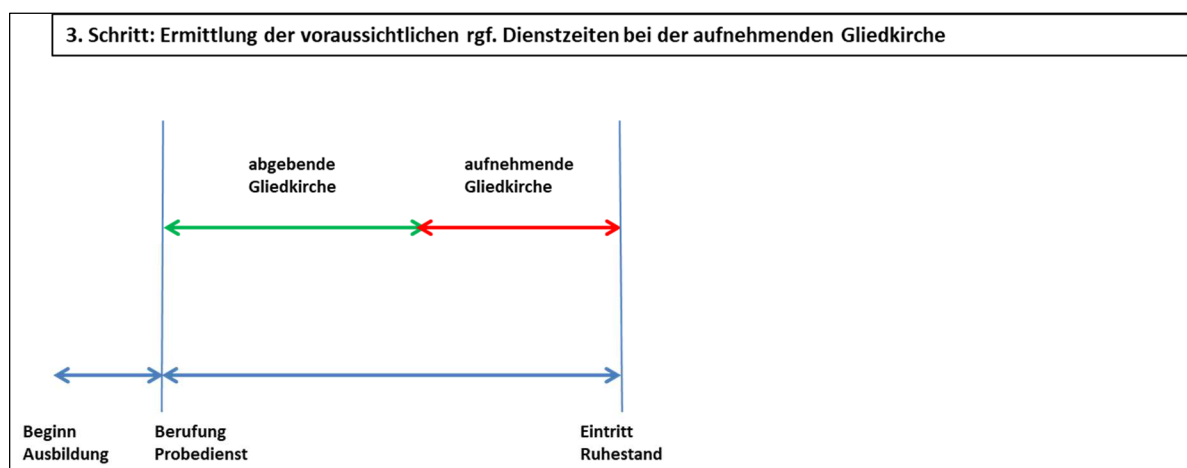 3. Schritt: Ermittlung der voraussichtlichen rgf. Dienstzeiten bei der aufnehmenden Gliedkirche
abgebende
Gliedkirche
aufnehmende
Gliedkirche
Beginn
Ausbildung
Berufung
Probedienst
Eintritt
Ruhestand